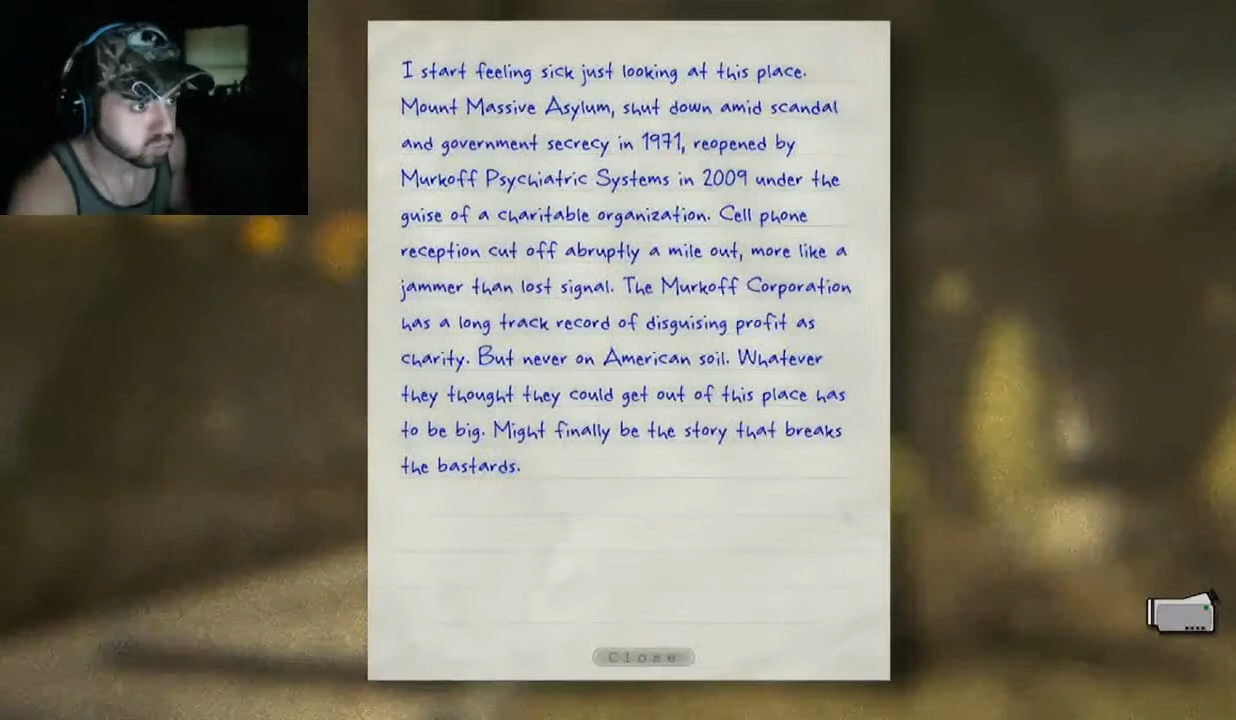 I start feeling sick just looking at this place.
Mount Massive Asylum, shut down amid scandal
and government secrecy in 1971, reopened by
Murkoff Psychiatric Systems in 2009 under the
guise of a charitable organization. Cell phone
reception cut off abruptly a mile out, more like a
jammer than lost signal. The Murkoff Corporation
has a long track record of disguising profit as
charity. But never on American soil. Whatever
they thought they could get out of this place has
to be big. Might finally be the story that breaks
the bastards.
Close